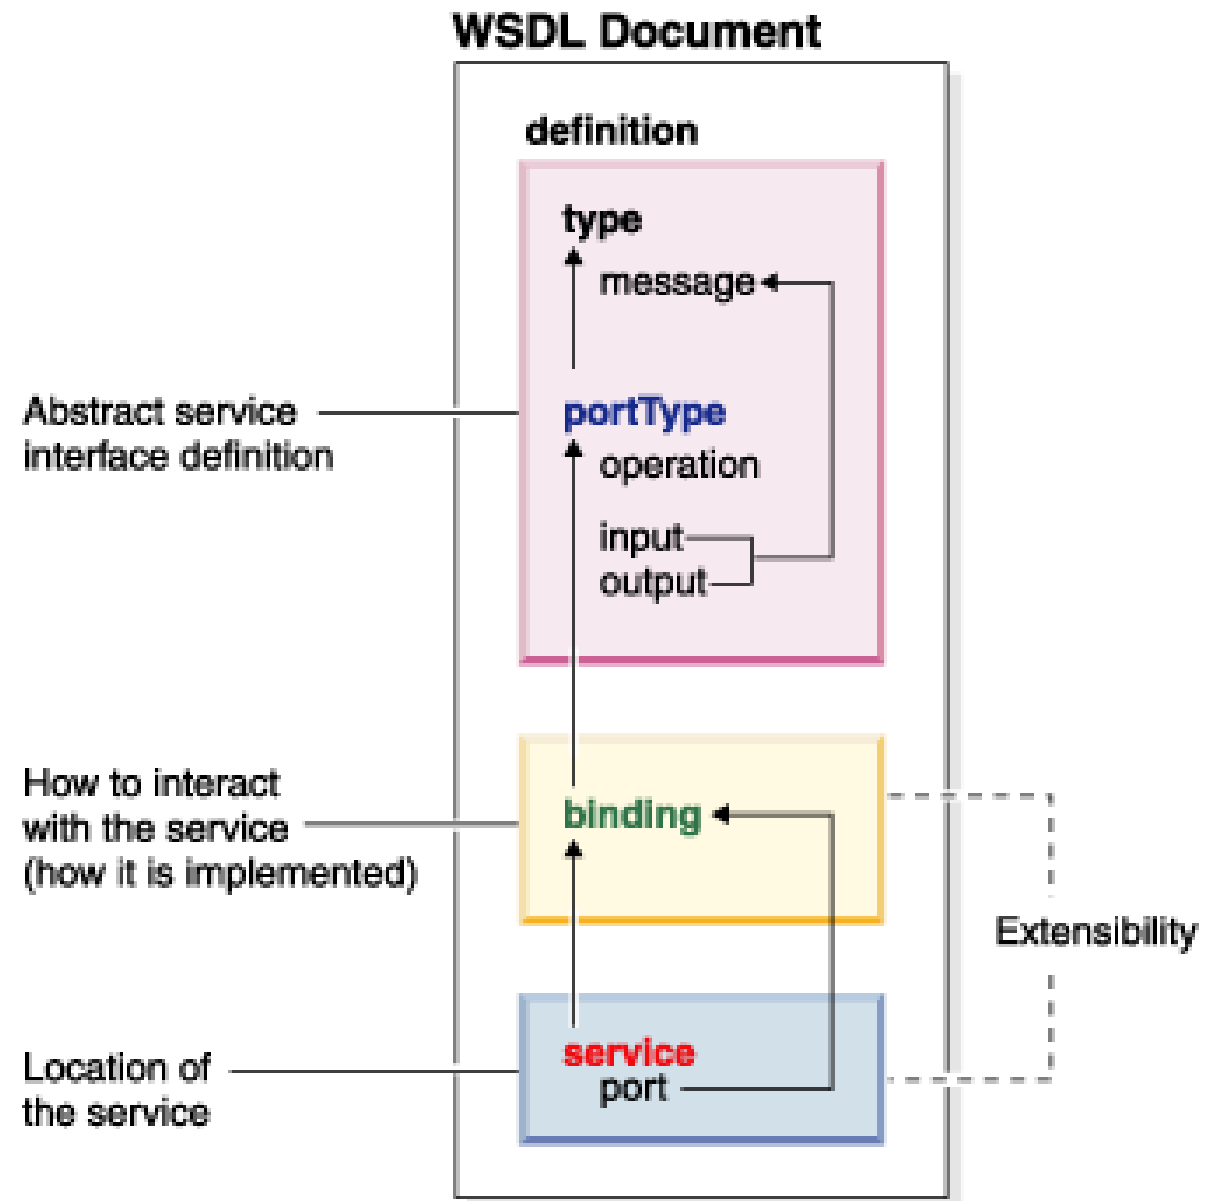 WSDL Document
definition
type
message
Abstract service
interface definition
portType
operation
input
output
How to interact
with the service
(how it is implemented)
binding
Extensibility
Location of
the service
service
port